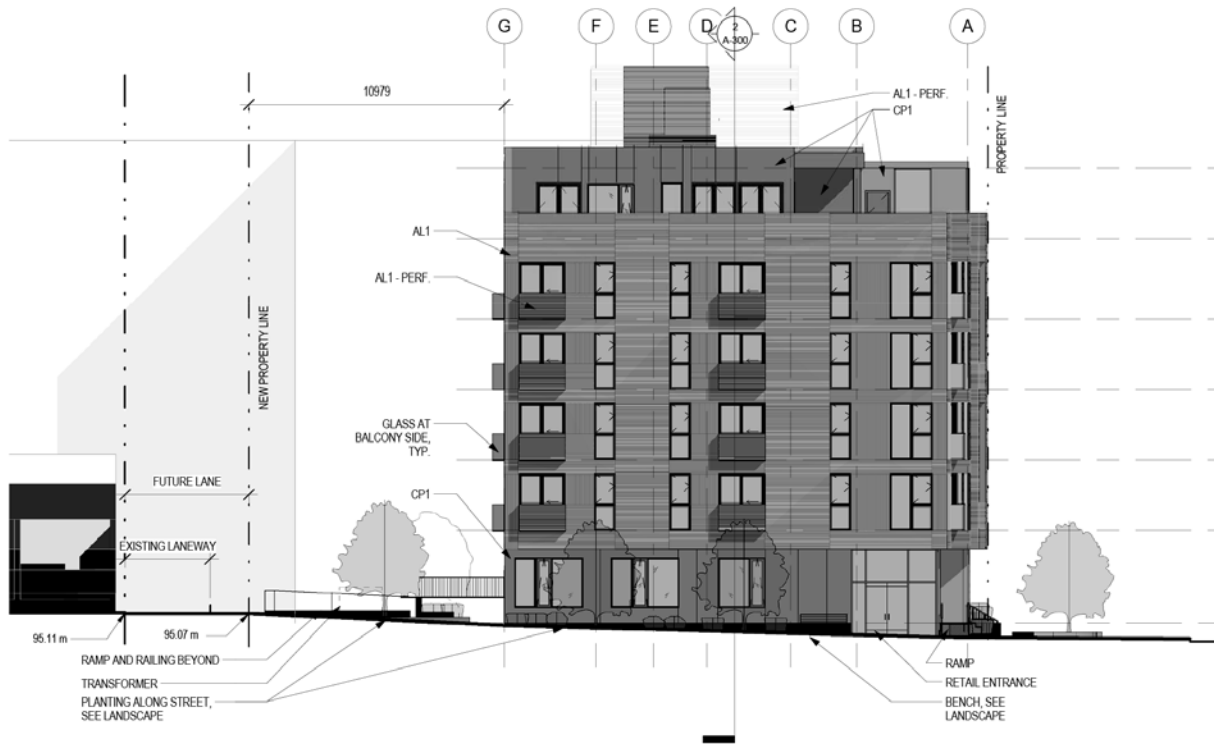 G
F
E
D
C
B
A
2
A-300
10979
AL1 - PERF.
CP1
PROPERTY LINE
AL1
AL1 - PERF.
NEW PROPERTY LINE
GLASS AT
BALCONY SIDE,
TYP.
FUTURE LANE
CP1
EXISTING LANEWAY
95.11 m
95.07 m
RAMP AND RAILING BEYOND
TRANSFORMER
PLANTING ALONG STREET,
SEE LANDSCAPE
RAMP
RETAIL ENTRANCE
BENCH, SEE
LANDSCAPE